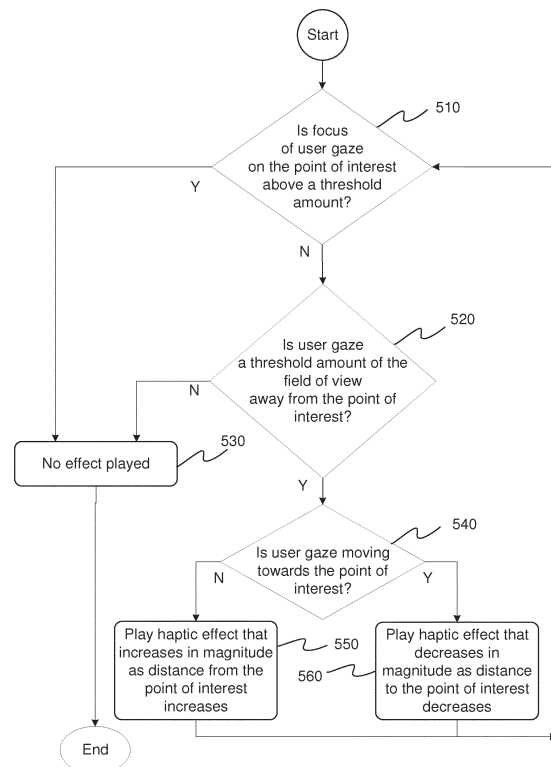 Start
510
Is focus
of user gaze
on the point of interest
above a threshold
amount?
Y
N
520
Is user gaze
a threshold amount of the
field of view
away from the point of
interest?
N
530
No effect played
Y
540
Is user gaze moving
towards the point of
interest?
N
Y
Play haptic effect that
increases in magnitude
as distance from the
point of interest
increases
550
560
Play haptic effect that
decreases in
magnitude as distance
to the point of interest
decreases
End